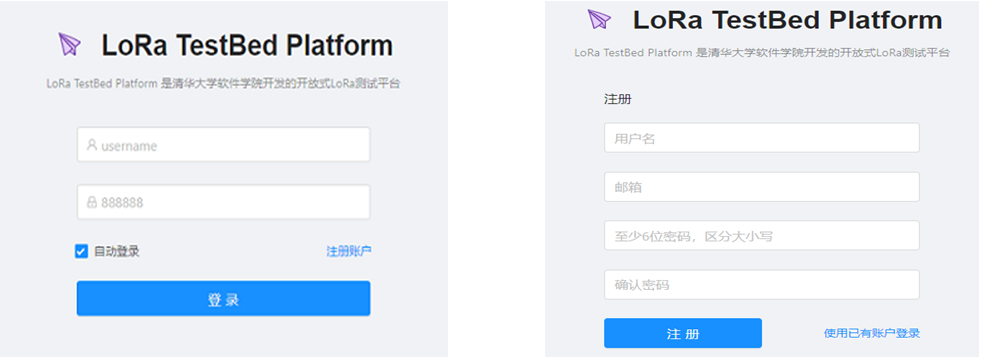 LoRa TestBed Platform
LoRa TestBed Platform 是清华大学软件学院开发的开放式LoRa测试平台
username
888888
自动登录 注册账户
登 录
LoRa TestBed Platform
LoRa TestBed Platform 是清华大学软件学院开发的开放式LoRa测试平台
注册
用户名
邮箱
至少6位密码，区分大小写
确认密码
注 册 使用已有账户登录